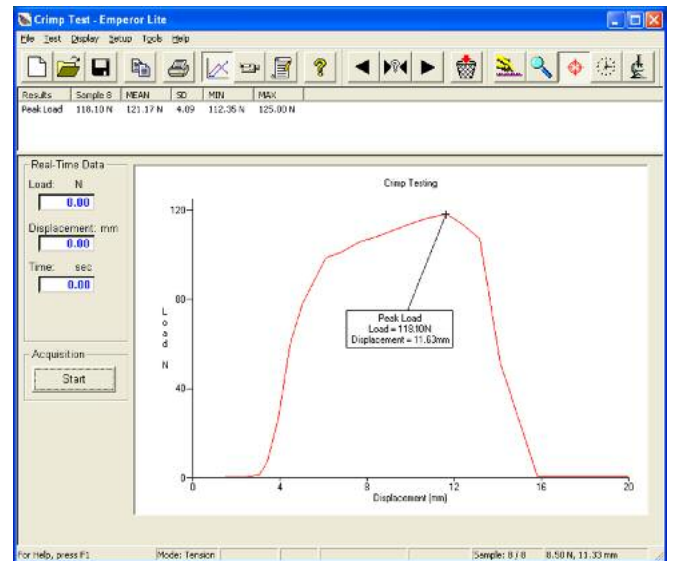 Crimp Test - Emperor Lite
File Test Display Setup Tools Help
Results Sample 8 MEAN SD MIN MAX
Peak Load 118.10 N 121.17 N 4.09 112.35 N 125.00 N
Real-Time Data
Load: N
0.00
Displacement: mm
0.00
Time: sec
0.00
Acquisition
Start
Crimp Testing
120
80
40
0
Load N
Peak Load
Load = 118.10N
Displacement = 11.63mm
0 4 8 12 16 20
Displacement (mm)
For Help, press F1 Mode: Tension Sample: 8 / 8 8.50 N, 11.33 mm